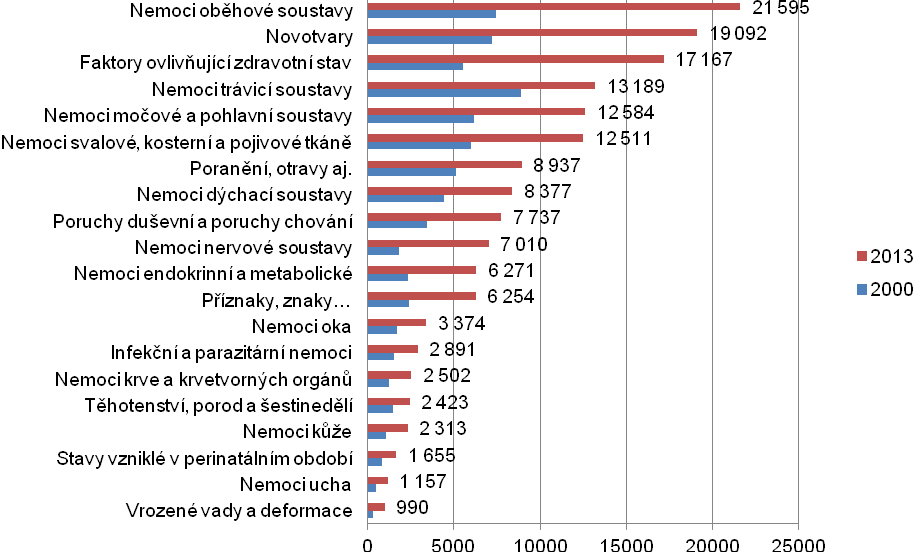 Nemoci oběhové soustavy 21 595
Novotvary 19 092
Faktory ovlivňující zdravotní stav 17 167
Nemoci trávicí soustavy 13 189
Nemoci močové a pohlavní soustavy 12 584
Nemoci svalové, kosterní a pojivové tkáně 12 511
Poranění, otravy aj. 8 937
Nemoci dýchací soustavy 8 377
Poruchy duševní a poruchy chování 7 737
Nemoci nervové soustavy 7 010
Nemoci endokrinní a metabolické 6 271
Příznaky, znaky… 6 254
Nemoci oka 3 374
Infekční a parazitární nemoci 2 891
Nemoci krve a krvetvorných orgánů 2 502
Těhotenství, porod a šestinedělí 2 423
Nemoci kůže 2 313
Stavy vzniklé v perinatálním období 1 655
Nemoci ucha 1 157
Vrozené vady a deformace 990
0 5000 10000 15000 20000 25000
2013
2000